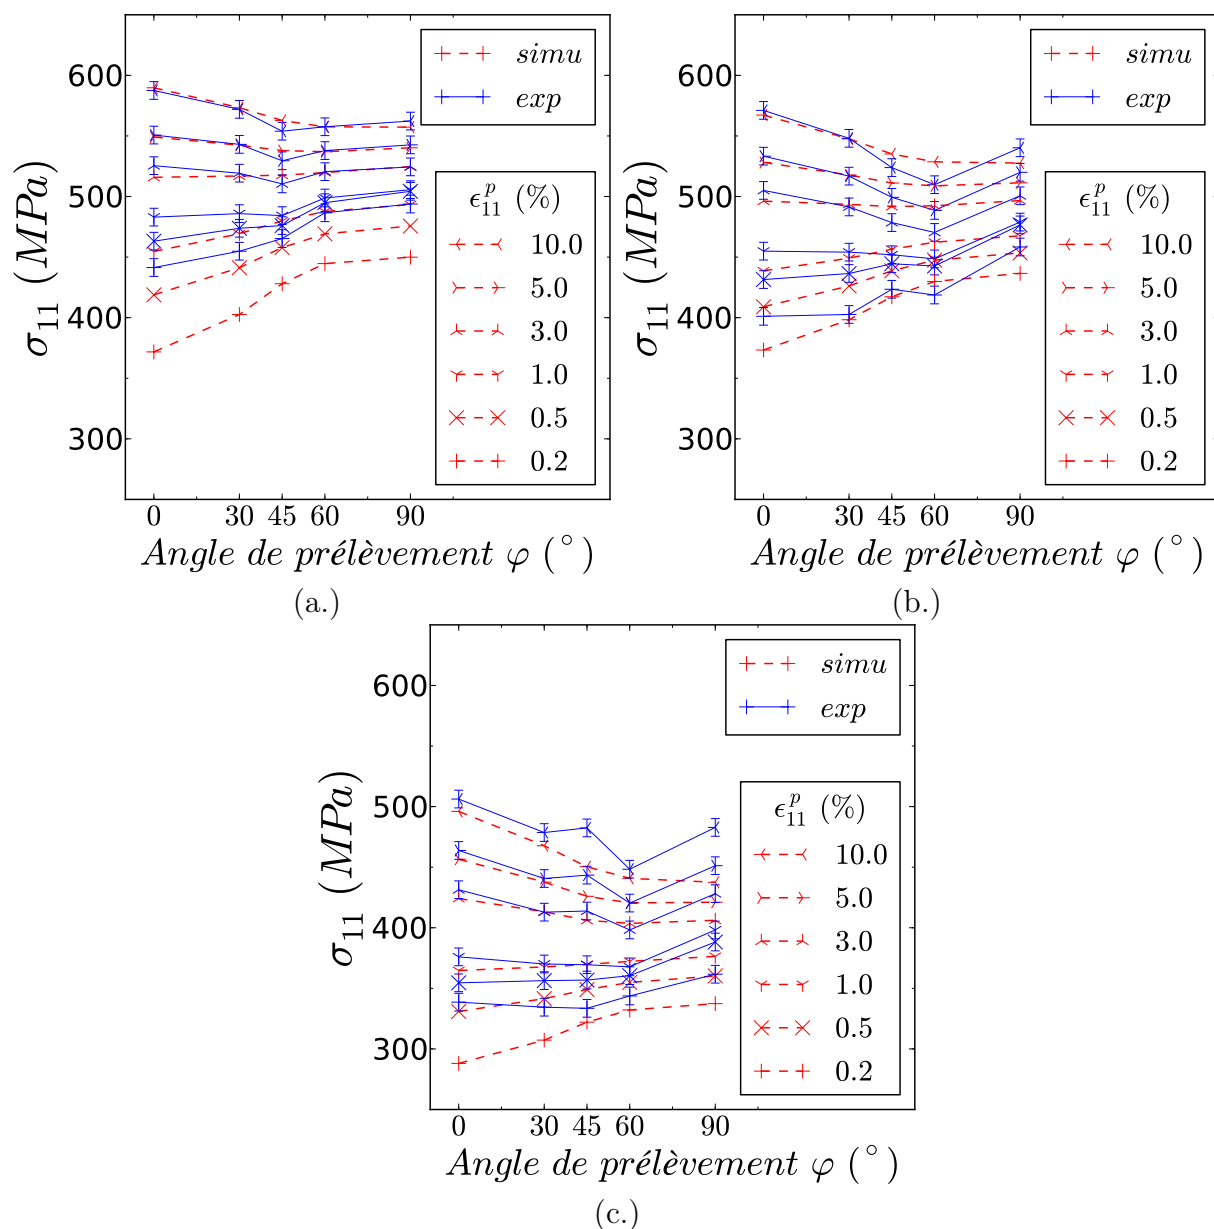 600
500
400
300
σ₁₁ (MPa)
simu
exp
ϵᵖ₁₁ (%)
10.0
5.0
3.0
1.0
0.5
0.2
0 30 45 60 90
Angle de prélèvement φ (°)
(a.)
600
500
400
300
σ₁₁ (MPa)
simu
exp
ϵᵖ₁₁ (%)
10.0
5.0
3.0
1.0
0.5
0.2
0 30 45 60 90
Angle de prélèvement φ (°)
(b.)
600
500
400
300
σ₁₁ (MPa)
simu
exp
ϵᵖ₁₁ (%)
10.0
5.0
3.0
1.0
0.5
0.2
0 30 45 60 90
Angle de prélèvement φ (°)
(c.)